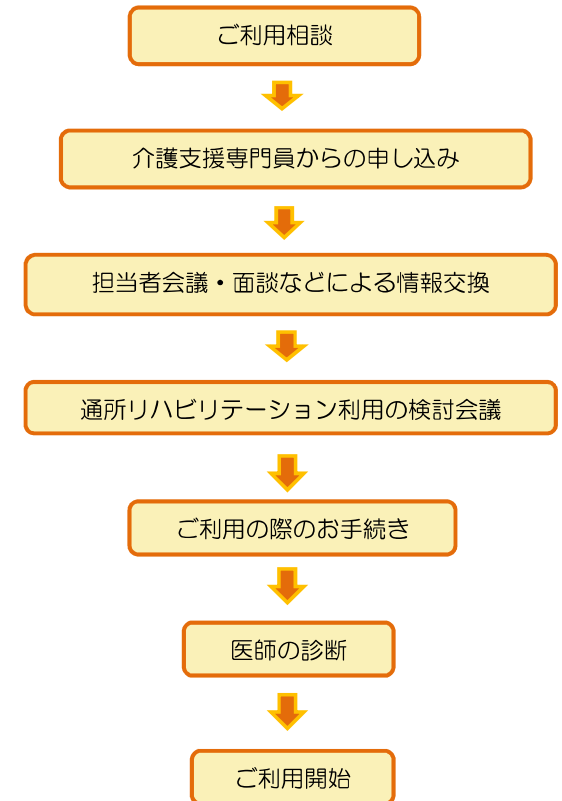 ご利用相談
介護支援専門員からの申し込み
担当者会議・面談などによる情報交換
通所リハビリテーション利用の検討会議
ご利用の際のお手続き
医師の診断
ご利用開始